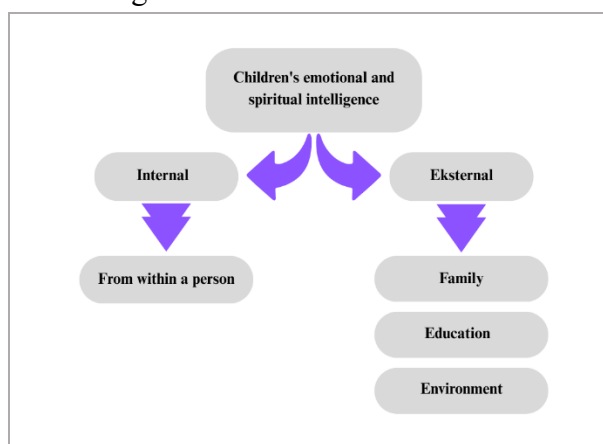 Children's emotional and
spiritual intelligence
Internal
Eksternal
From within a person
Family
Education
Environment